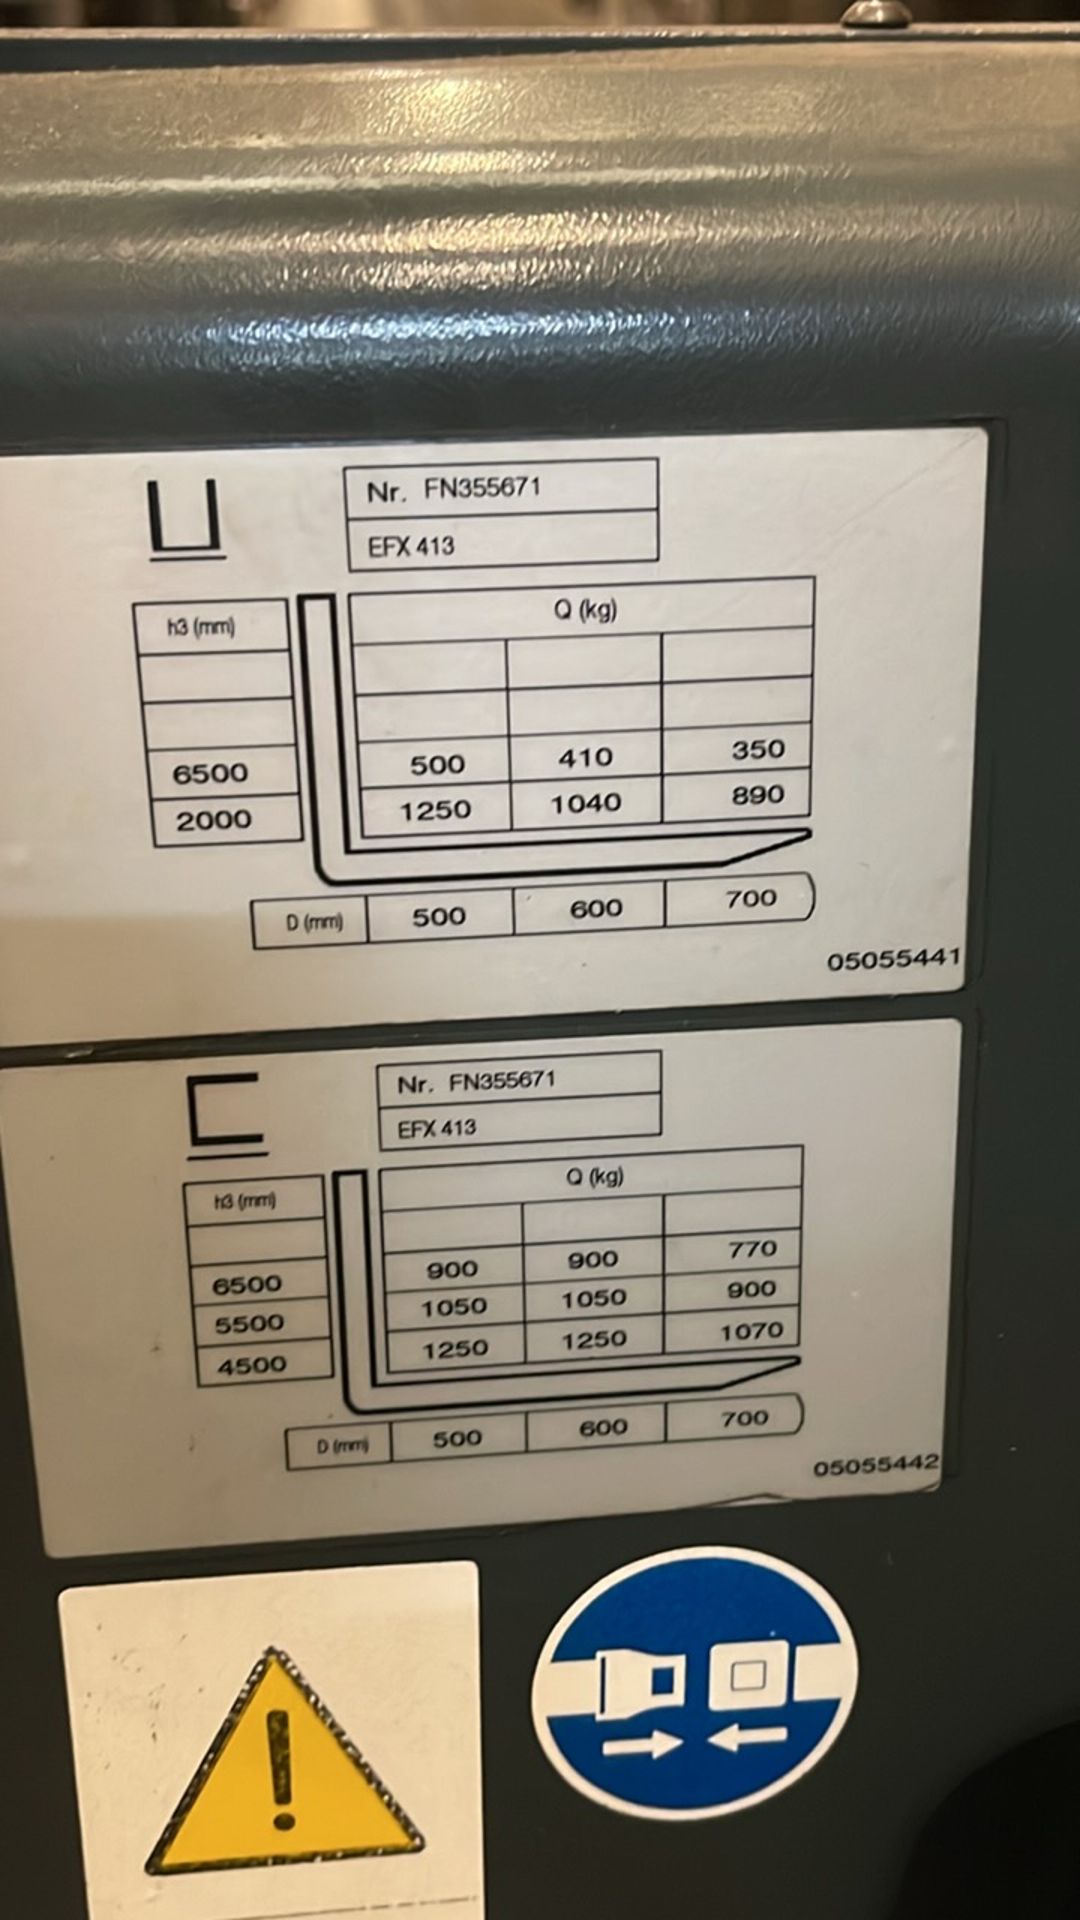 Nr. FN355671
EFX 413
h3 (mm) Q (kg)
6500 500 410 350
2000 1250 1040 890
D (mm) 500 600 700
05055441
Nr. FN355671
EFX 413
h3 (mm) Q (kg)
6500 900 900 770
5500 1050 1050 900
4500 1250 1250 1070
D (mm) 500 600 700
05055442